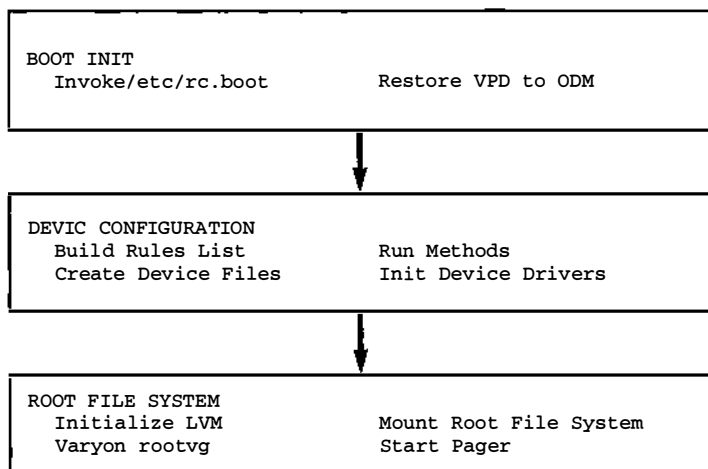 BOOT INIT
Invoke/etc/rc.boot Restore VPD to ODM
DEVIC CONFIGURATION
Build Rules List Run Methods
Create Device Files Init Device Drivers
ROOT FILE SYSTEM
Initialize LVM Mount Root File System
Varyon rootvg Start Pager